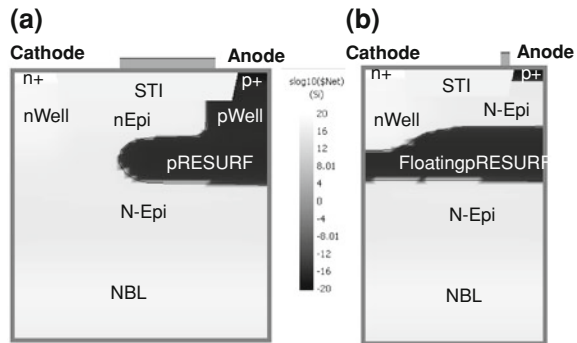 (a)
Cathode Anode
n+ STI p+
nWell nEpi pWell
pRESURF
N-Epi
NBL
slog10($Net)
(Si)
20
16
12
8.01
4
0
-4
-8.01
-12
-16
-20
(b)
Cathode Anode
n+ STI p+
nWell N-Epi
FloatingpRESURF
N-Epi
NBL